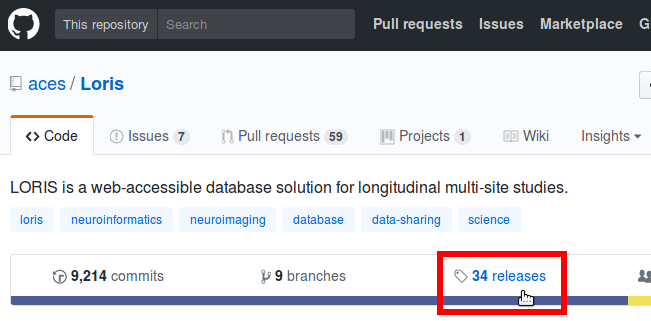 This repository Search Pull requests Issues Marketplace
aces / Loris
Code Issues 7 Pull requests 59 Projects 1 Wiki Insights
LORIS is a web-accessible database solution for longitudinal multi-site studies.
loris neuroinformatics neuroimaging database data-sharing science
9,214 commits 9 branches 34 releases